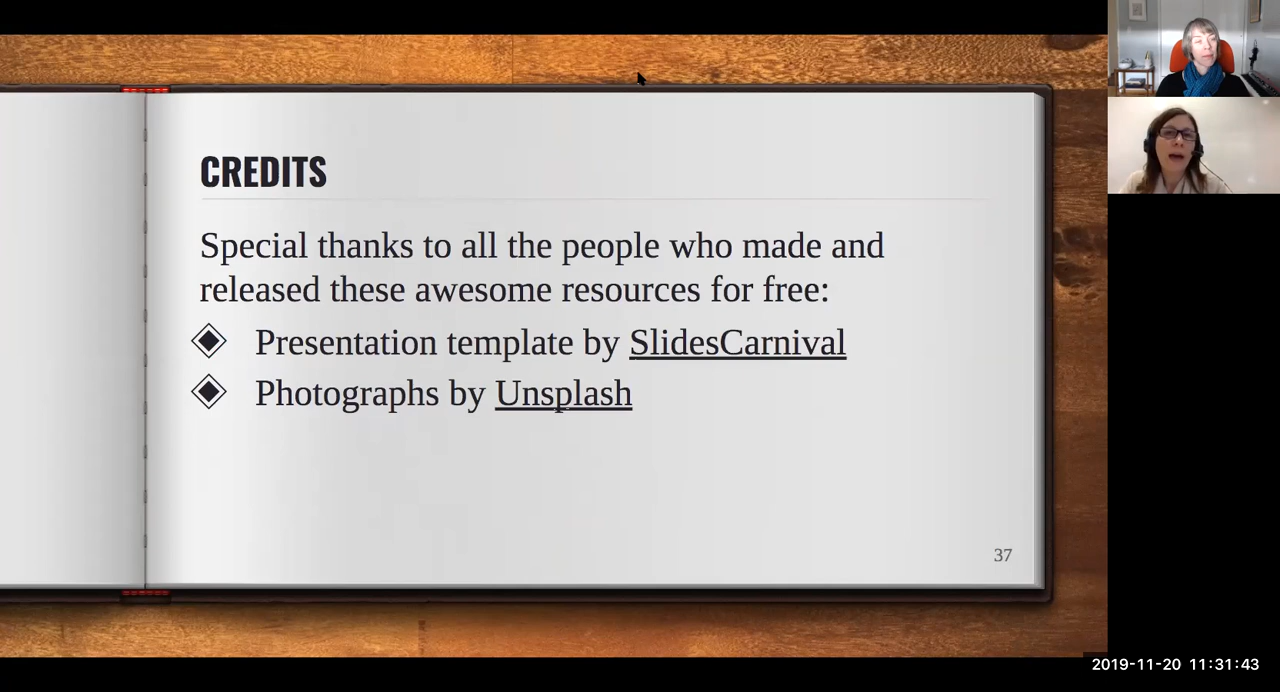 CREDITS
Special thanks to all the people who made and
released these awesome resources for free:
Presentation template by SlidesCarnival
Photographs by Unsplash
37
2019-11-20 11:31:43